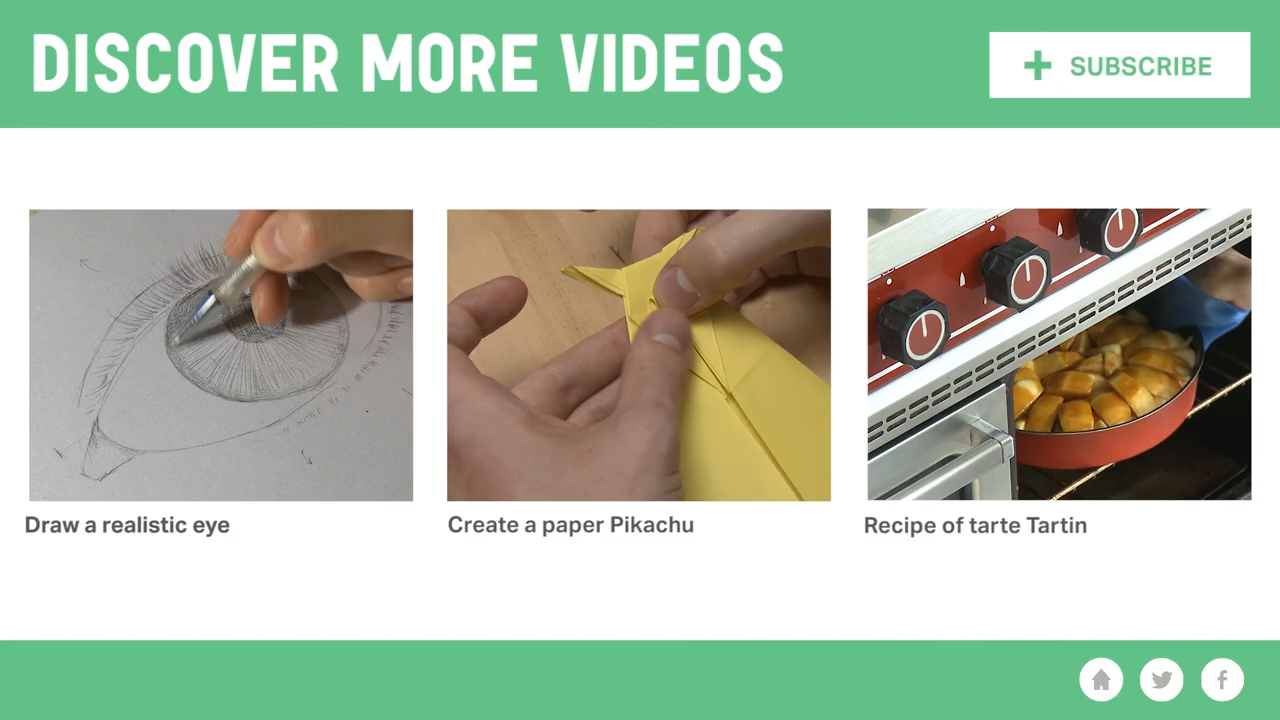 DISCOVER MORE VIDEOS
+ SUBSCRIBE
Draw a realistic eye
Create a paper Pikachu
Recipe of tarte Tartin